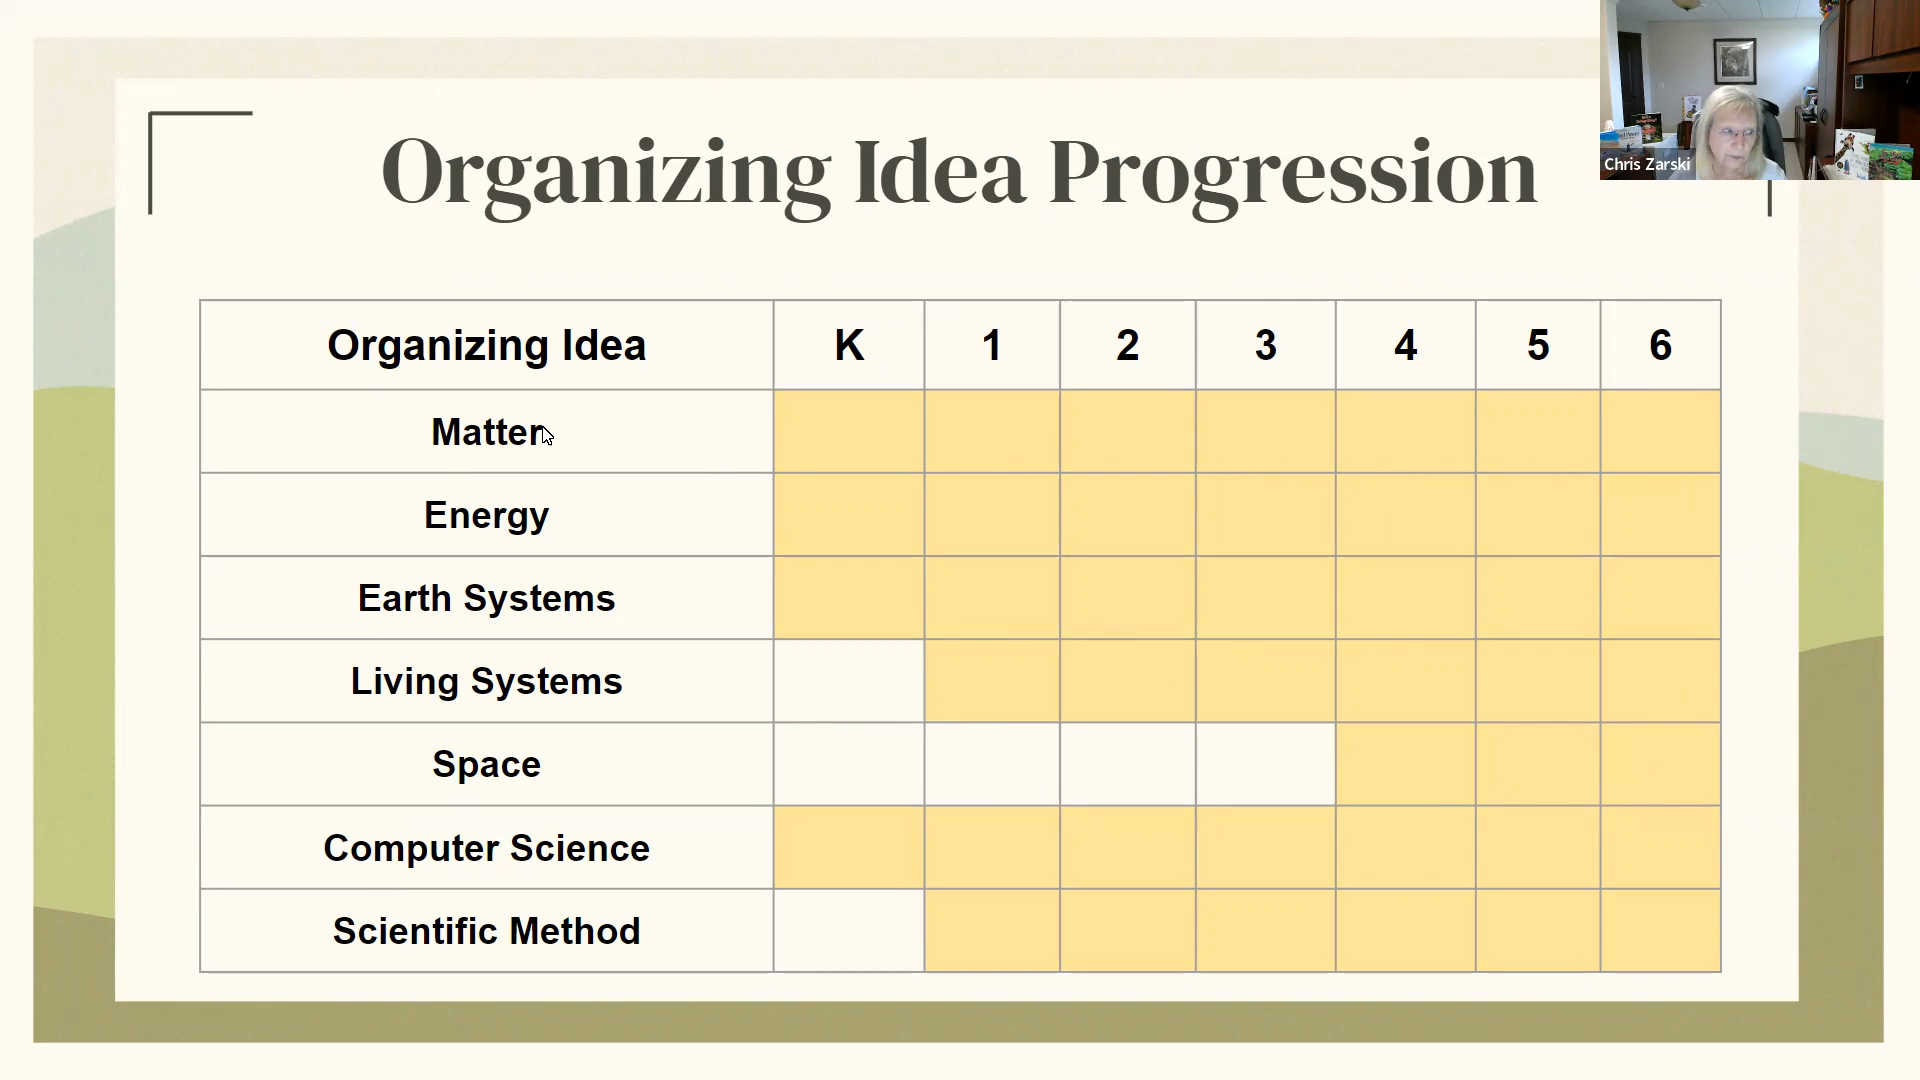 Organizing Idea Progression
Chris Zarski
Organizing Idea K 1 2 3 4 5 6
Matter
Energy
Earth Systems
Living Systems
Space
Computer Science
Scientific Method